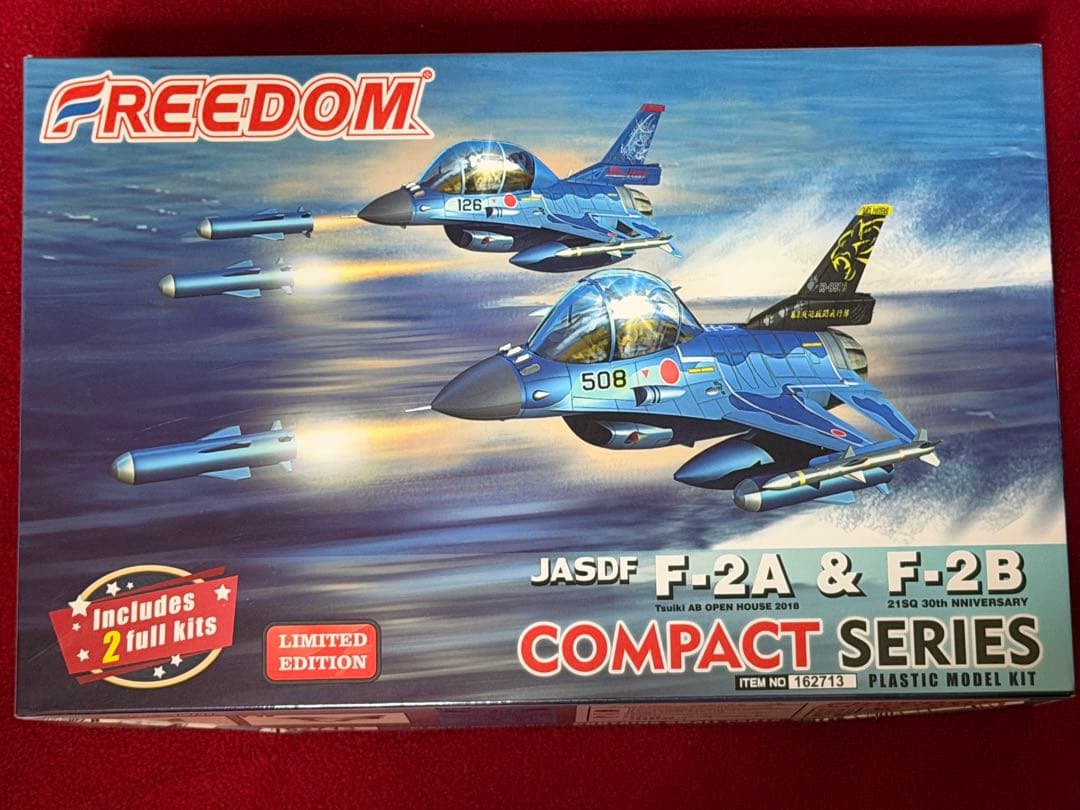 FREEDOM®
126
508
Includes
2 full kits
LIMITED
EDITION
JASDF F-2A & F-2B
Tsuiki AB OPEN HOUSE 2018
21SQ 30th NNIVERSARY
COMPACT SERIES
ITEM NO 162713
PLASTIC MODEL KIT